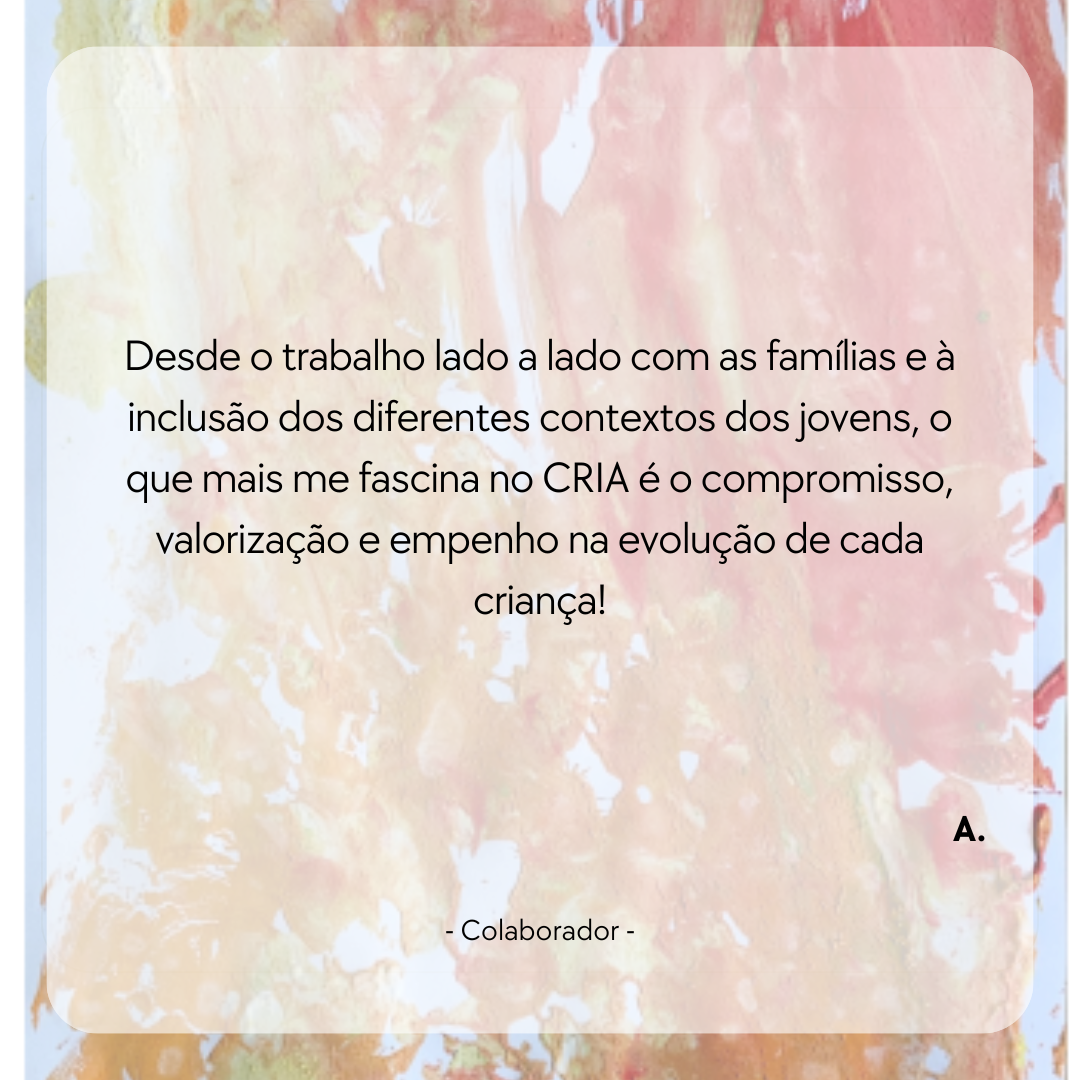 Desde o trabalho lado a lado com as famílias e à
inclusão dos diferentes contextos dos jovens, o
que mais me fascina no CRIA é o compromisso,
valorização e empenho na evolução de cada
criança!
A.
- Colaborador -